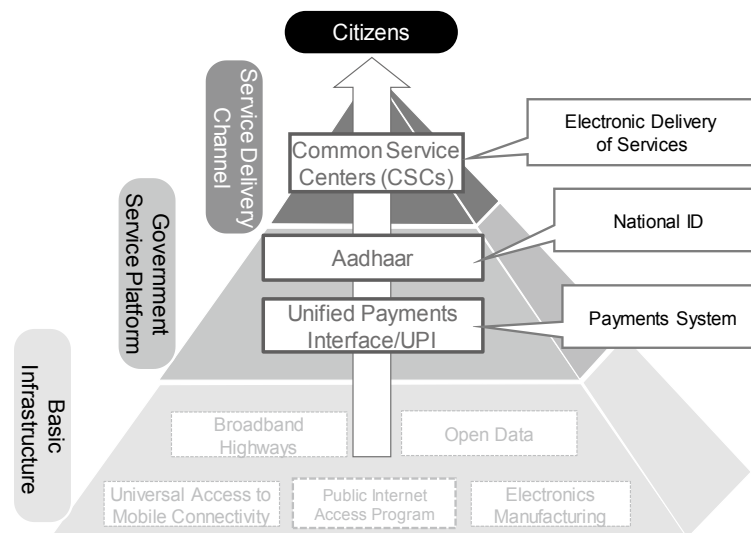 Citizens
Service Delivery
Channel
Common Service
Centers (CSCs)
Electronic Delivery
of Services
Government
Service Platform
Aadhaar
National ID
Unified Payments
Interface/UPI
Payments System
Basic
Infrastructure
Broadband
Highways
Open Data
Universal Access to
Mobile Connectivity
Public Internet
Access Program
Electronics
Manufacturing